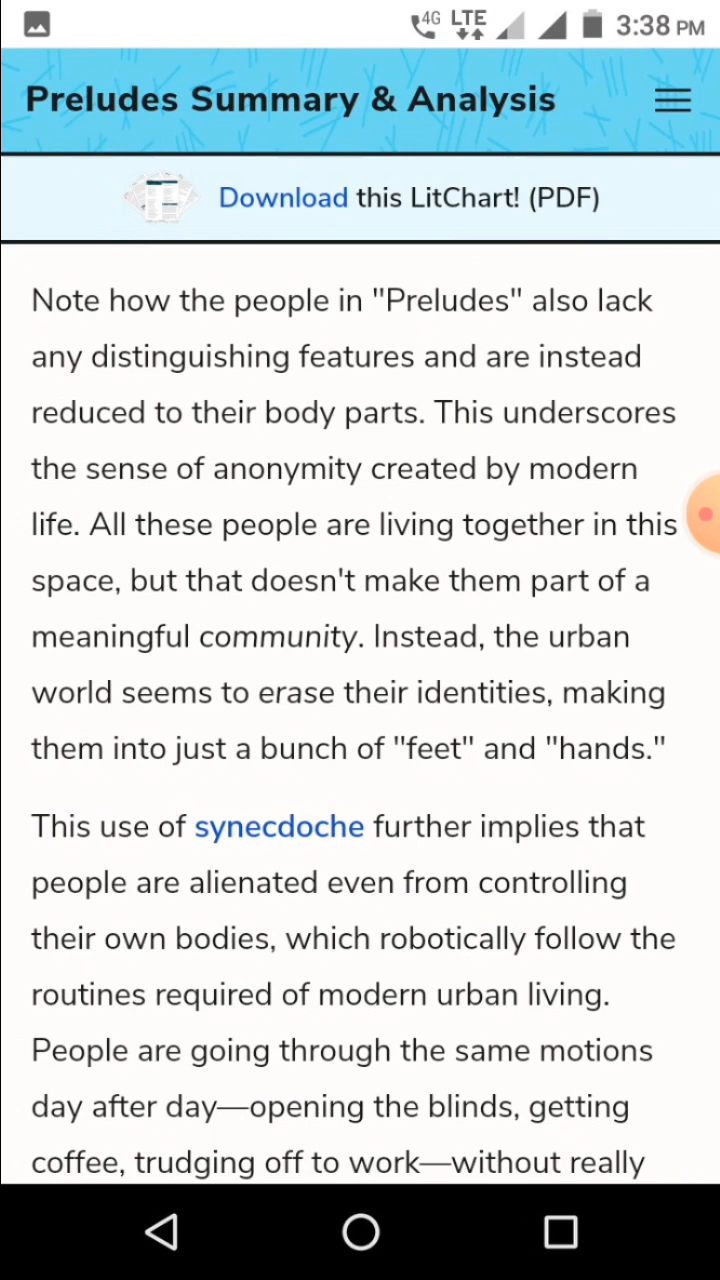 4G LTE 3:38 PM
Preludes Summary & Analysis
Download this LitChart! (PDF)
Note how the people in "Preludes" also lack
any distinguishing features and are instead
reduced to their body parts. This underscores
the sense of anonymity created by modern
life. All these people are living together in this
space, but that doesn't make them part of a
meaningful community. Instead, the urban
world seems to erase their identities, making
them into just a bunch of "feet" and "hands."
This use of synecdoche further implies that
people are alienated even from controlling
their own bodies, which robotically follow the
routines required of modern urban living.
People are going through the same motions
day after day—opening the blinds, getting
coffee, trudging off to work—without really